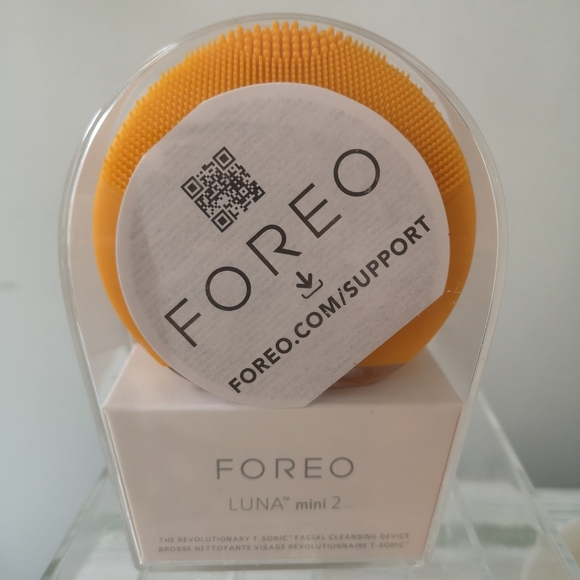 FOREO
FOREO.COM/SUPPORT
FOREO
LUNA™ mini 2
THE REVOLUTIONARY T-SONIC™ FACIAL CLEANSING DEVICE
BROSSE NETTOYANTE VISAGE RÉVOLUTIONNAIRE T-SONIC™